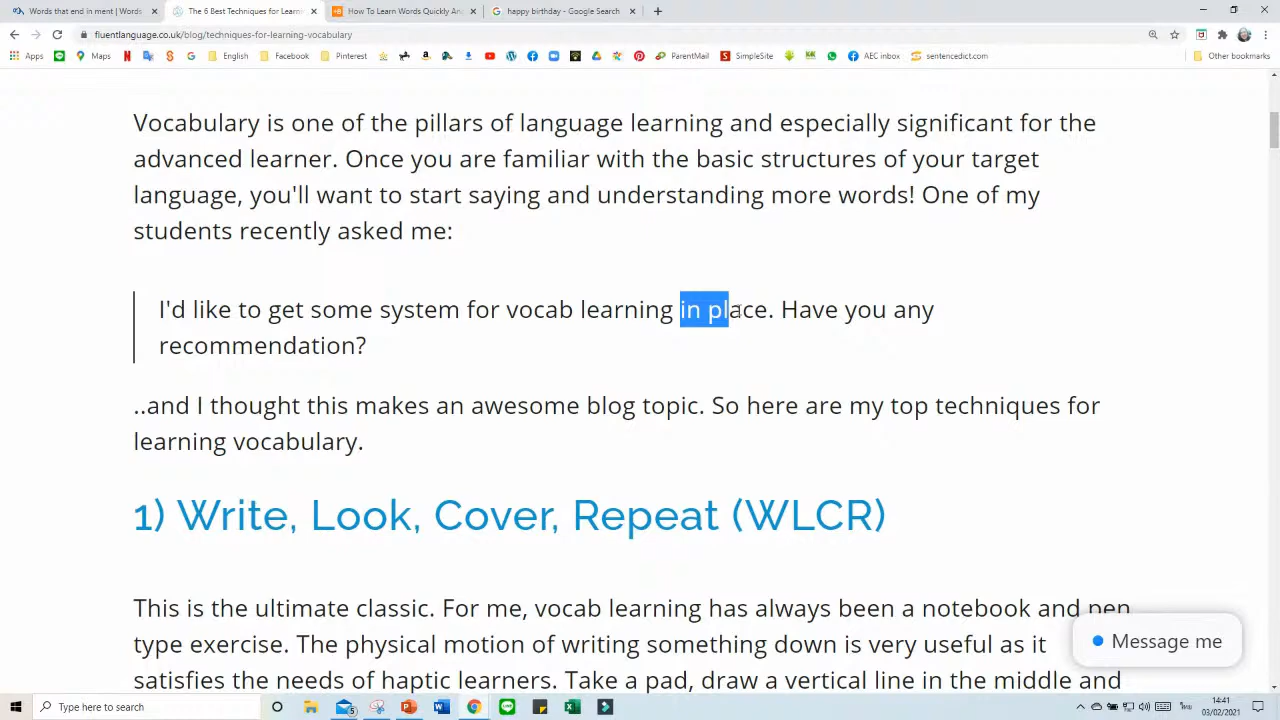 Words that end in ment | Words
The 6 Best Techniques for Learni
How To Learn Words Quickly An
happy birthday - Google Search
fluentlanguage.co.uk/blog/techniques-for-learning-vocabulary
Apps
Maps
English
Facebook
Pinterest
ParentMail
SimpleSite
AEC inbox
sentencedict.com
Other bookmarks
Vocabulary is one of the pillars of language learning and especially significant for the
advanced learner. Once you are familiar with the basic structures of your target
language, you'll want to start saying and understanding more words! One of my
students recently asked me:
I'd like to get some system for vocab learning in place. Have you any
recommendation?
..and I thought this makes an awesome blog topic. So here are my top techniques for
learning vocabulary.
1) Write, Look, Cover, Repeat (WLCR)
This is the ultimate classic. For me, vocab learning has always been a notebook and pen
type exercise. The physical motion of writing something down is very useful as it
satisfies the needs of haptic learners. Take a pad, draw a vertical line in the middle and
Message me
Type here to search
14:41
03/02/2021